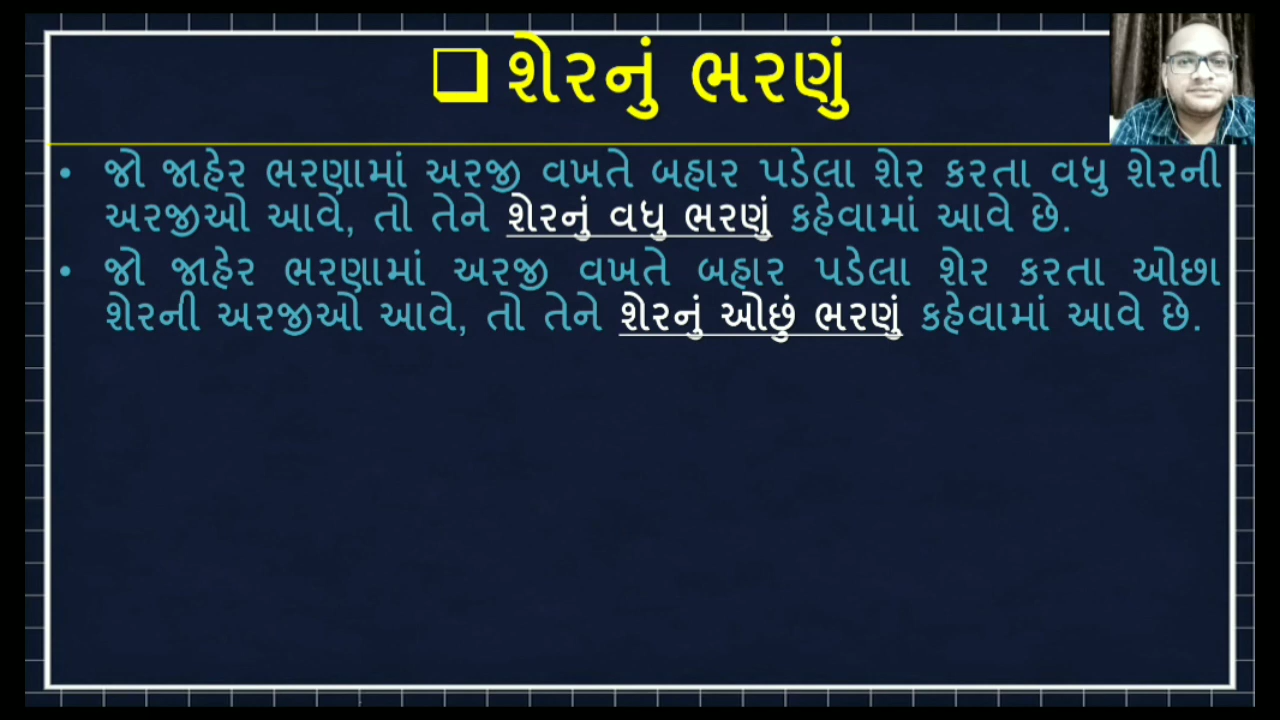 ❑ શેરનું ભરણું
• જો જાહેર ભરણામાં અરજી વખતે બહાર પડેલા શેર કરતા વધુ શેરની
અરજીઓ આવે, તો તેને શેરનું વધુ ભરણું કહેવામાં આવે છે.
• જો જાહેર ભરણામાં અરજી વખતે બહાર પડેલા શેર કરતા ઓછા
શેરની અરજીઓ આવે, તો તેને શેરનું ઓછું ભરણું કહેવામાં આવે છે.